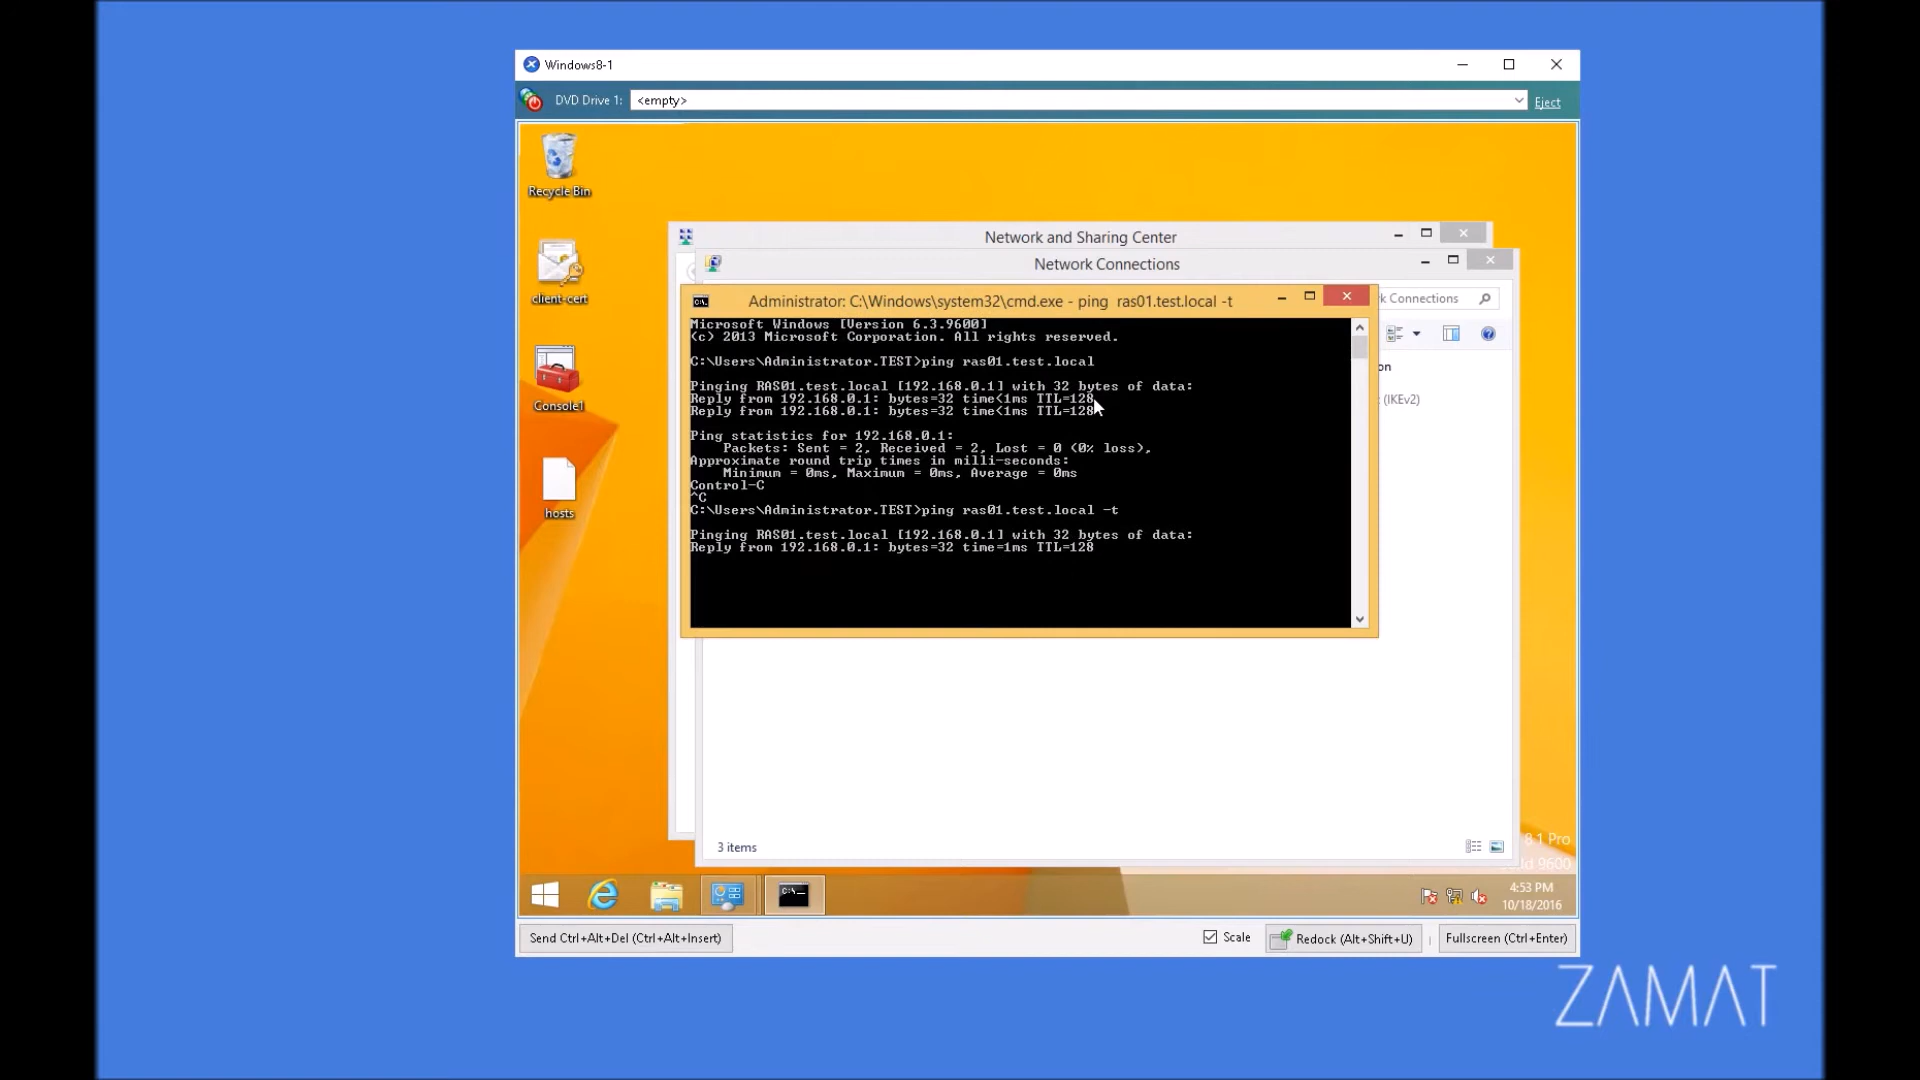 Windows8-1
DVD Drive 1: <empty> Eject
Recycle Bin
client-cert
Console1
hosts
Network and Sharing Center
Network Connections
k Connections
on
(IKEv2)
Administrator: C:\Windows\system32\cmd.exe - ping ras01.test.local -t
Microsoft Windows [Version 6.3.9600]
(c) 2013 Microsoft Corporation. All rights reserved.
C:\Users\Administrator.TEST>ping ras01.test.local
Pinging RAS01.test.local [192.168.0.1] with 32 bytes of data:
Reply from 192.168.0.1: bytes=32 time<1ms TTL=128
Reply from 192.168.0.1: bytes=32 time<1ms TTL=128
Ping statistics for 192.168.0.1:
Packets: Sent = 2, Received = 2, Lost = 0 (0% loss),
Approximate round trip times in milli-seconds:
Minimum = 0ms, Maximum = 0ms, Average = 0ms
Control-C
^C
C:\Users\Administrator.TEST>ping ras01.test.local -t
Pinging RAS01.test.local [192.168.0.1] with 32 bytes of data:
Reply from 192.168.0.1: bytes=32 time=1ms TTL=128
3 items
8.1 Pro
ld 9600
4:53 PM
10/18/2016
Send Ctrl+Alt+Del (Ctrl+Alt+Insert)
Scale
Redock (Alt+Shift+U)
Fullscreen (Ctrl+Enter)
ZAMAT